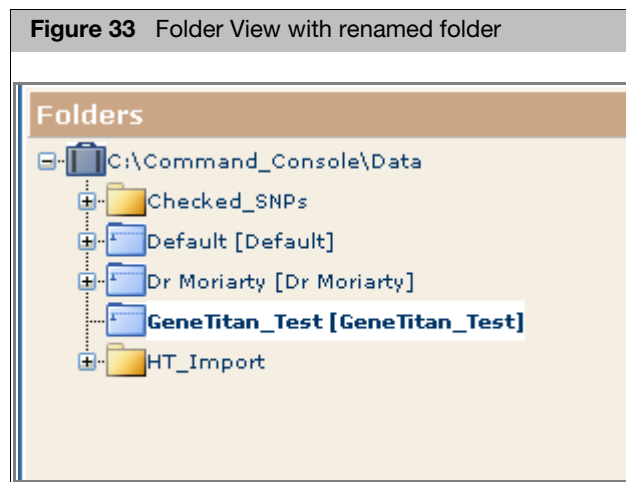 Figure 33 Folder View with renamed folder
Folders
C:\Command_Console\Data
Checked_SNPs
Default [Default]
Dr Moriarty [Dr Moriarty]
GeneTitan_Test [GeneTitan_Test]
HT_Import